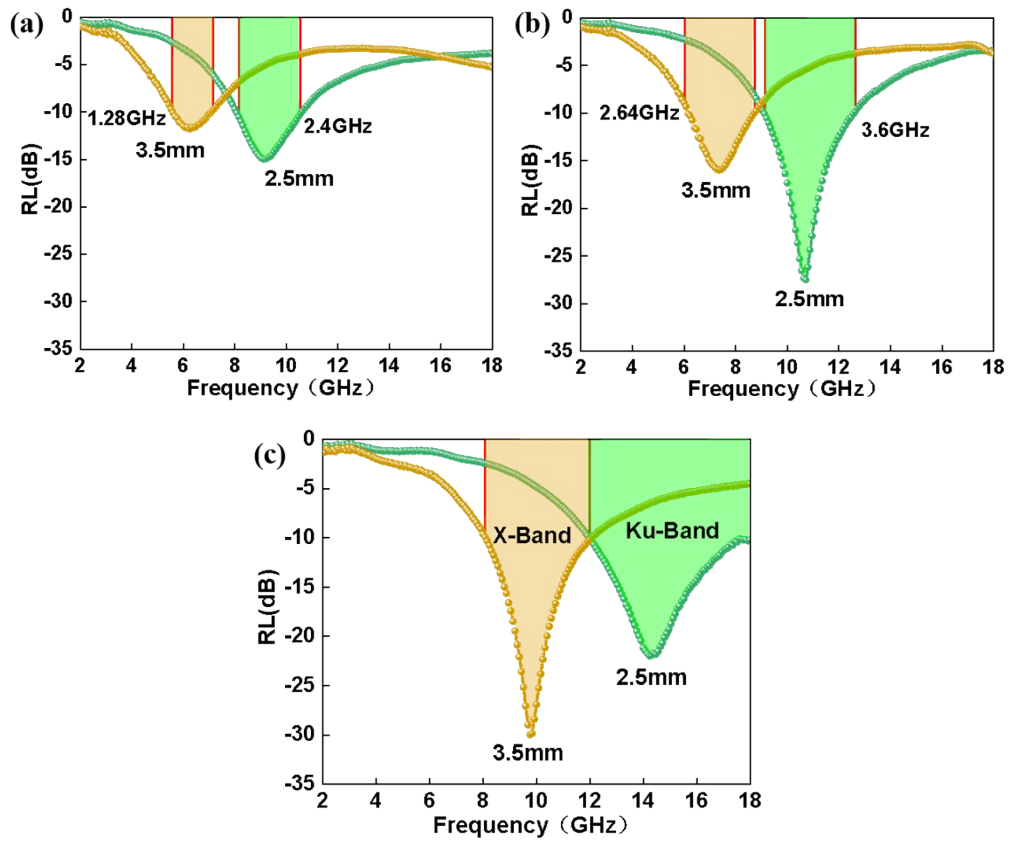 (a)
0
-5
-10
-15
-20
-25
-30
-35
RL(dB)
1.28GHz
3.5mm
2.4GHz
2.5mm
2 4 6 8 10 12 14 16 18
Frequency（GHz）
(b)
0
-5
-10
-15
-20
-25
-30
-35
RL(dB)
2.64GHz
3.5mm
3.6GHz
2.5mm
2 4 6 8 10 12 14 16 18
Frequency（GHz）
(c)
0
-5
-10
-15
-20
-25
-30
-35
RL(dB)
X-Band
Ku-Band
2.5mm
3.5mm
2 4 6 8 10 12 14 16 18
Frequency（GHz）